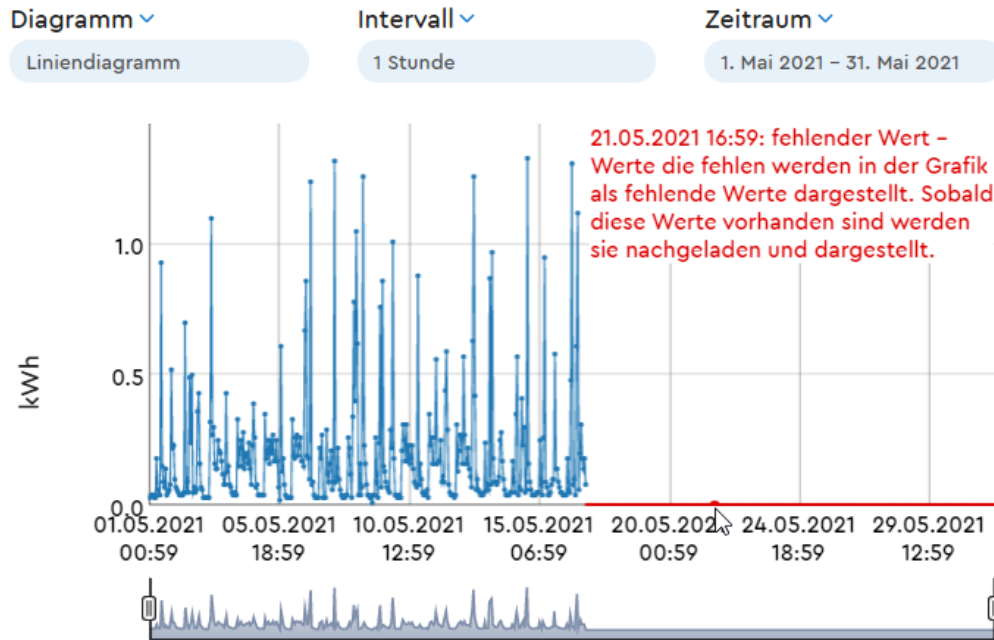 Diagramm
Intervall
Zeitraum
Liniendiagramm
1 Stunde
1. Mai 2021 – 31. Mai 2021
21.05.2021 16:59: fehlender Wert –
Werte die fehlen werden in der Grafik
als fehlende Werte dargestellt. Sobald
diese Werte vorhanden sind werden
sie nachgeladen und dargestellt.
kWh
1.0
0.5
0.0
01.05.2021
00:59
05.05.2021
18:59
10.05.2021
12:59
15.05.2021
06:59
20.05.2021
00:59
24.05.2021
18:59
29.05.2021
12:59